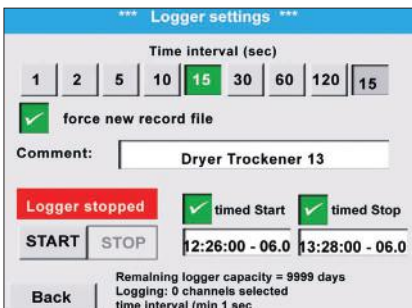 *** Logger settings ***
Time interval (sec)
1 2 5 10 15 30 60 120 15
force new record file
Comment: Dryer Trockener 13
Logger stopped timed Start timed Stop
START STOP 12:26:00 - 06.0 13:28:00 - 06.0
Remaining logger capacity = 9999 days
Back Logging: 0 channels selected
time interval (min 1 sec